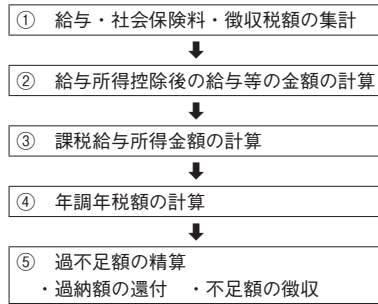 ① 給与・社会保険料・徴収税額の集計
② 給与所得控除後の給与等の金額の計算
③ 課税給与所得金額の計算
④ 年調年税額の計算
⑤ 過不足額の精算
・過納額の還付 ・不足額の徴収